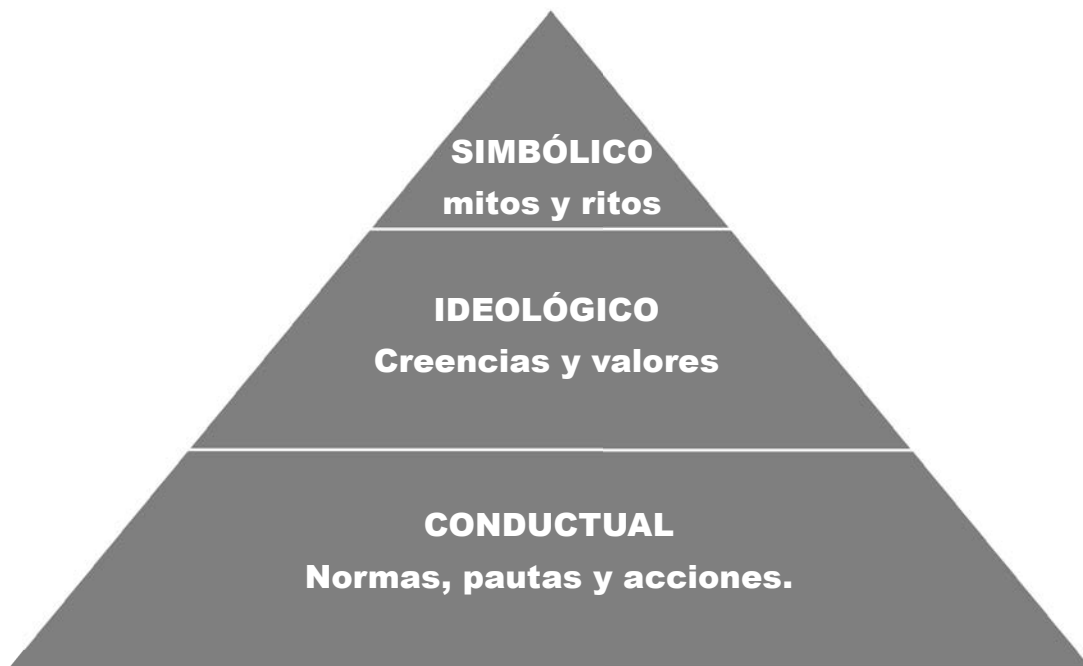 SIMBÓLICO
mitos y ritos
IDEOLÓGICO
Creencias y valores
CONDUCTUAL
Normas, pautas y acciones.